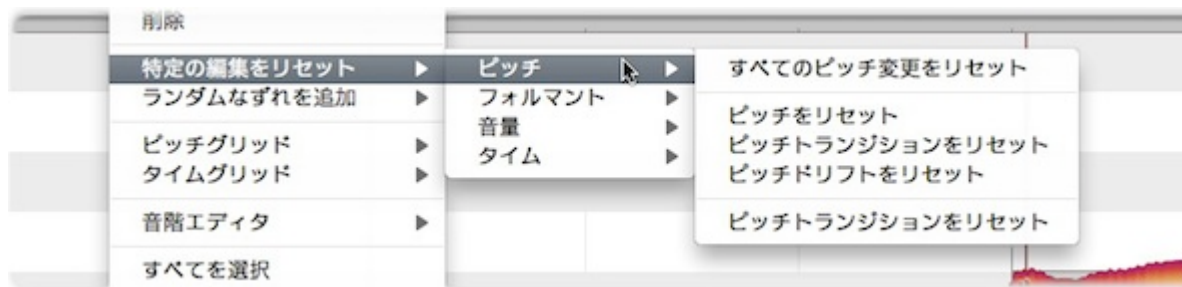 削除
特定の編集をリセット
ランダムなずれを追加
ピッチグリッド
タイムグリッド
音階エディタ
すべてを選択
ピッチ
フォルマント
音量
タイム
すべてのピッチ変更をリセット
ピッチをリセット
ピッチトランジションをリセット
ピッチドリフトをリセット
ピッチトランジションをリセット